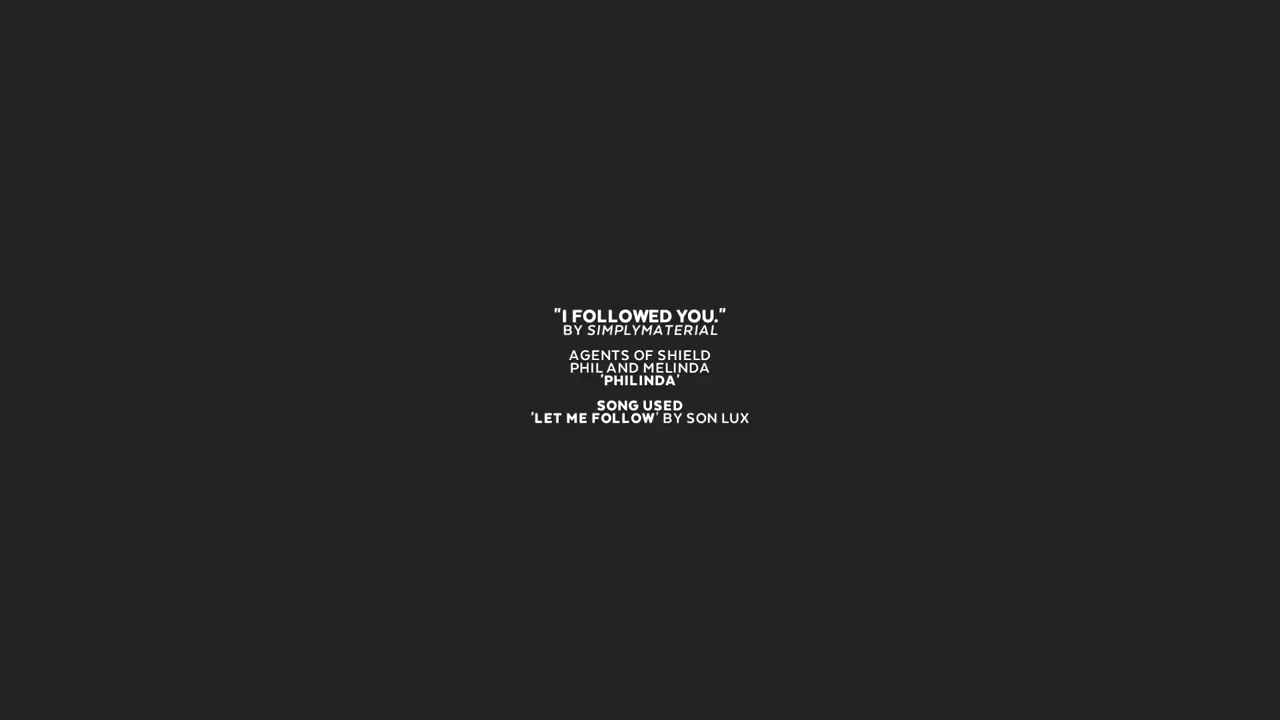 "I FOLLOWED YOU."
BY SIMPLYMATERIAL
AGENTS OF SHIELD
PHIL AND MELINDA
'PHILINDA'
SONG USED
'LET ME FOLLOW' BY SON LUX